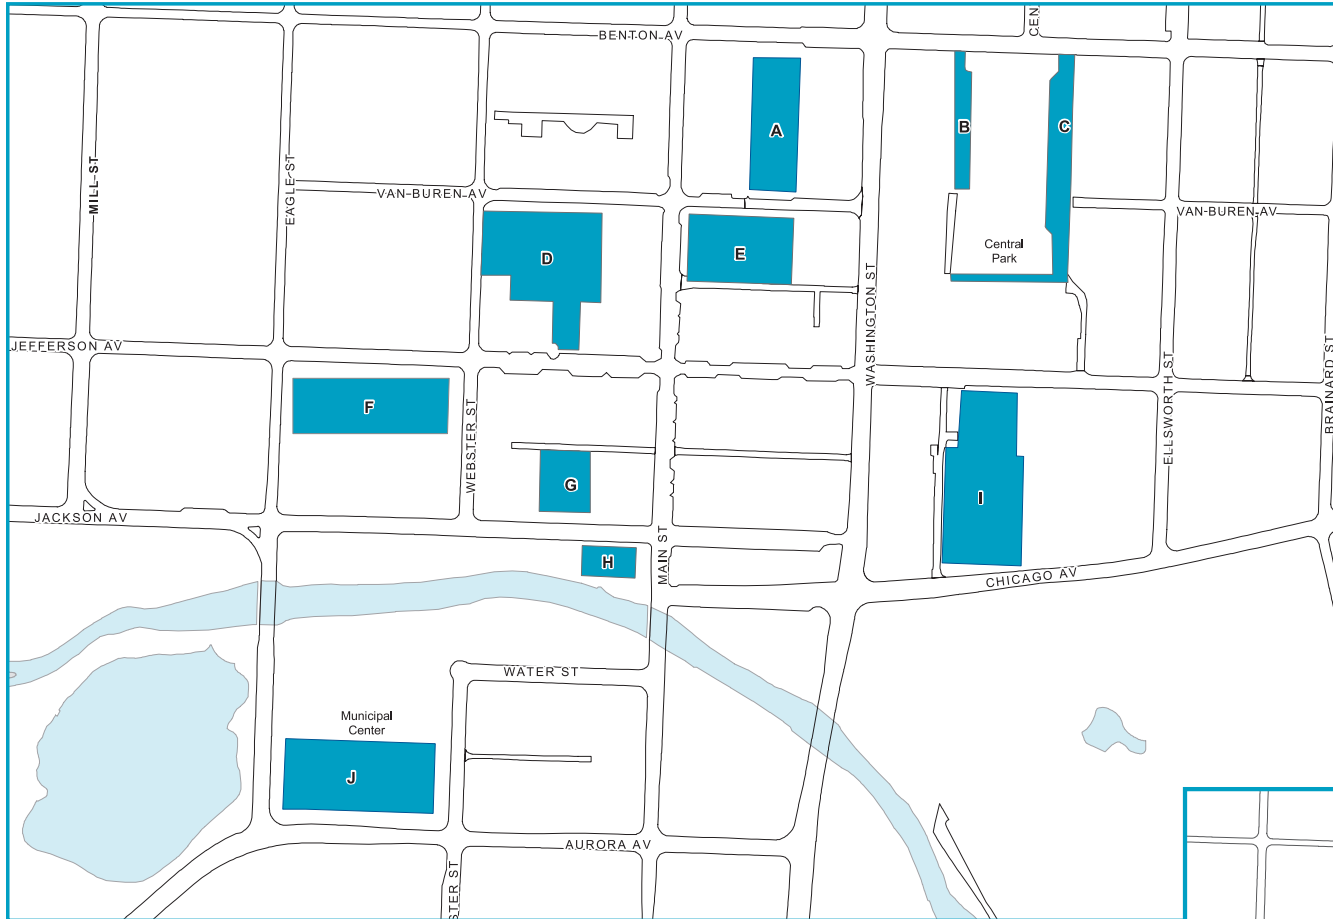 CEN
BENTON AV
A
B
C
MILL ST
EAGLE ST
VAN BUREN AV
VAN BUREN AV
D
E
Central
Park
WASHINGTON ST
JEFFERSON AV
ELLSWORTH ST
BRAINARD ST
F
WEBSTER ST
G
I
JACKSON AV
MAIN ST
H
CHICAGO AV
WATER ST
Municipal
Center
J
AURORA AV
STER ST